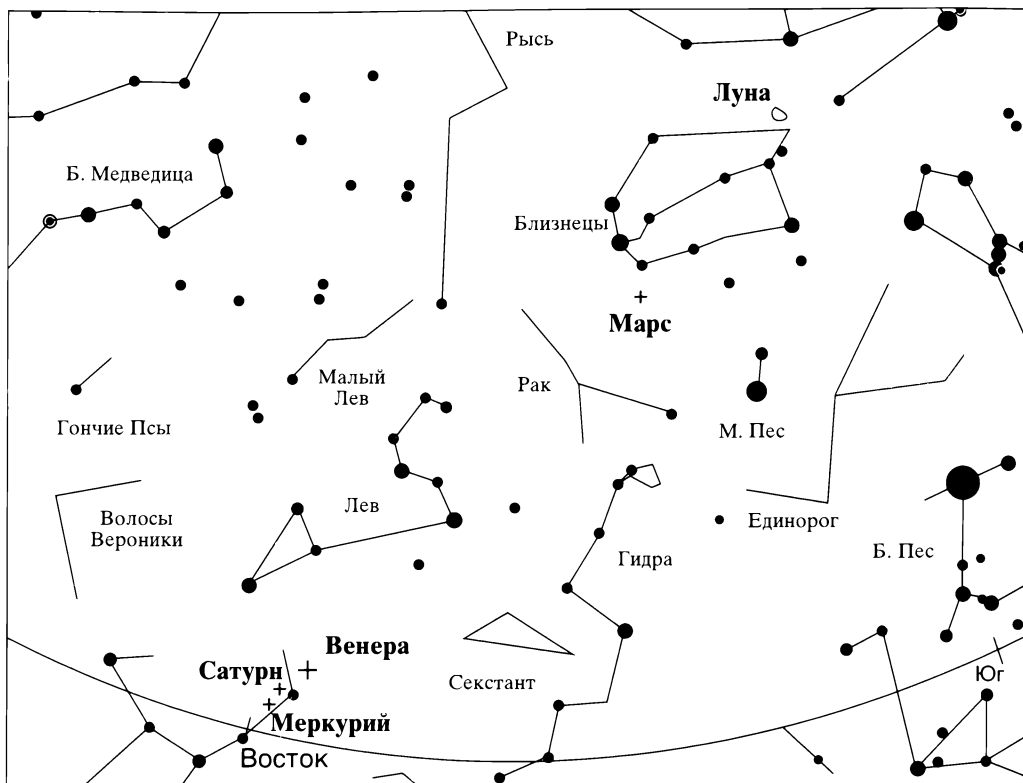 Рысь
Луна
Б. Медведица
Близнецы
Марс
Малый
Лев
Рак
Гончие Псы
М. Пес
Лев
Волосы
Вероники
Единорог
Гидра
Б. Пес
Венера
Сатурн
Секстант
Юг
Меркурий
Восток